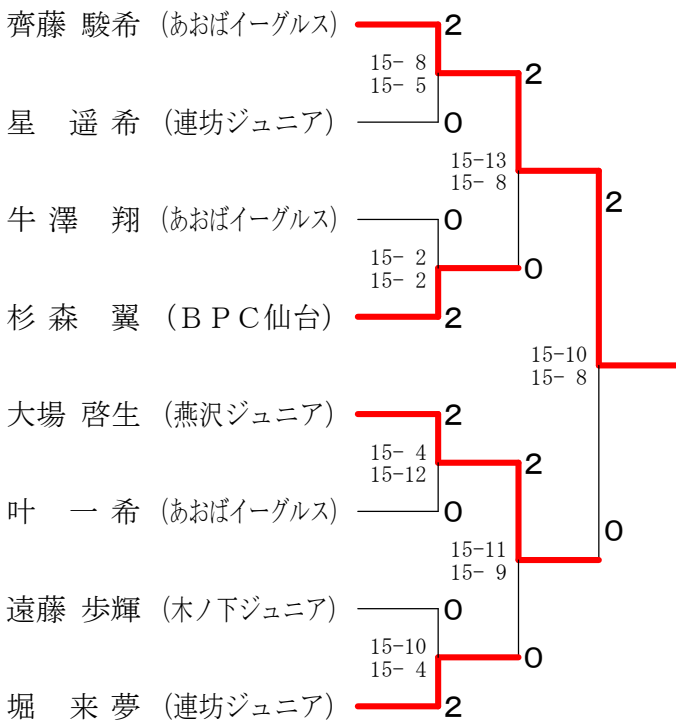 齊藤 駿希 (あおばイーグルス) 2
15- 8
15- 5
2
星 遥希 (連坊ジュニア) 0
15-13
15- 8
2
牛澤 翔 (あおばイーグルス) 0
15- 2
15- 2
0
杉森 翼 (ＢＰＣ仙台) 2
15-10
15- 8
大場 啓生 (燕沢ジュニア) 2
15- 4
15-12
2
叶 一希 (あおばイーグルス) 0
0
15-11
15- 9
遠藤 歩輝 (木ノ下ジュニア) 0
15-10
15- 4
0
堀 来夢 (連坊ジュニア) 2